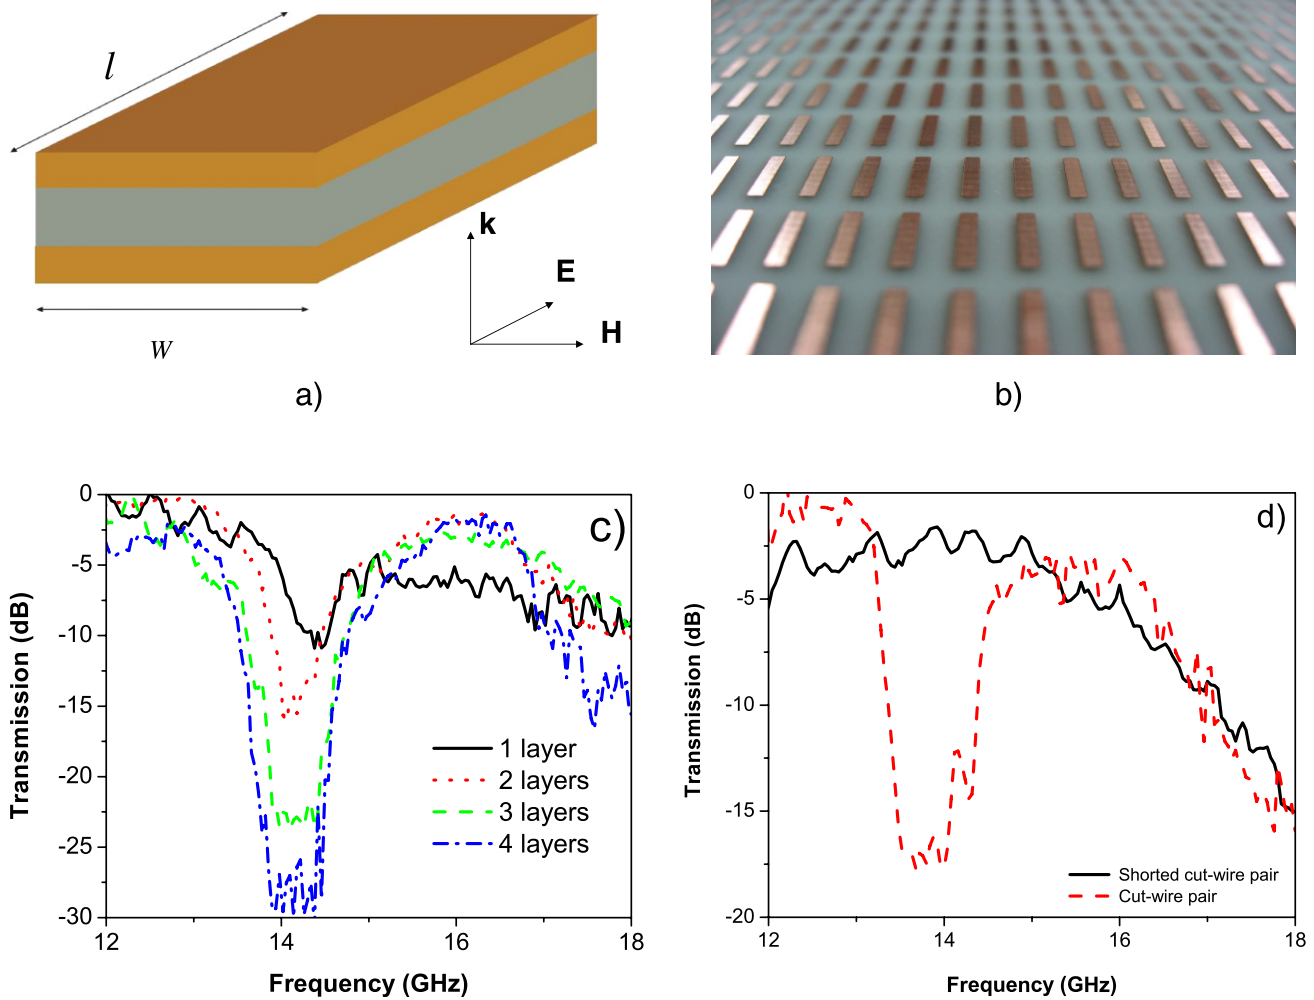 l
k
E
H
w
a)
b)
c)
0
-5
-10
-15
-20
-25
-30
12
14
16
18
Transmission (dB)
Frequency (GHz)
1 layer
2 layers
3 layers
4 layers
d)
0
-5
-10
-15
-20
12
14
16
18
Transmission (dB)
Frequency (GHz)
Shorted cut-wire pair
Cut-wire pair